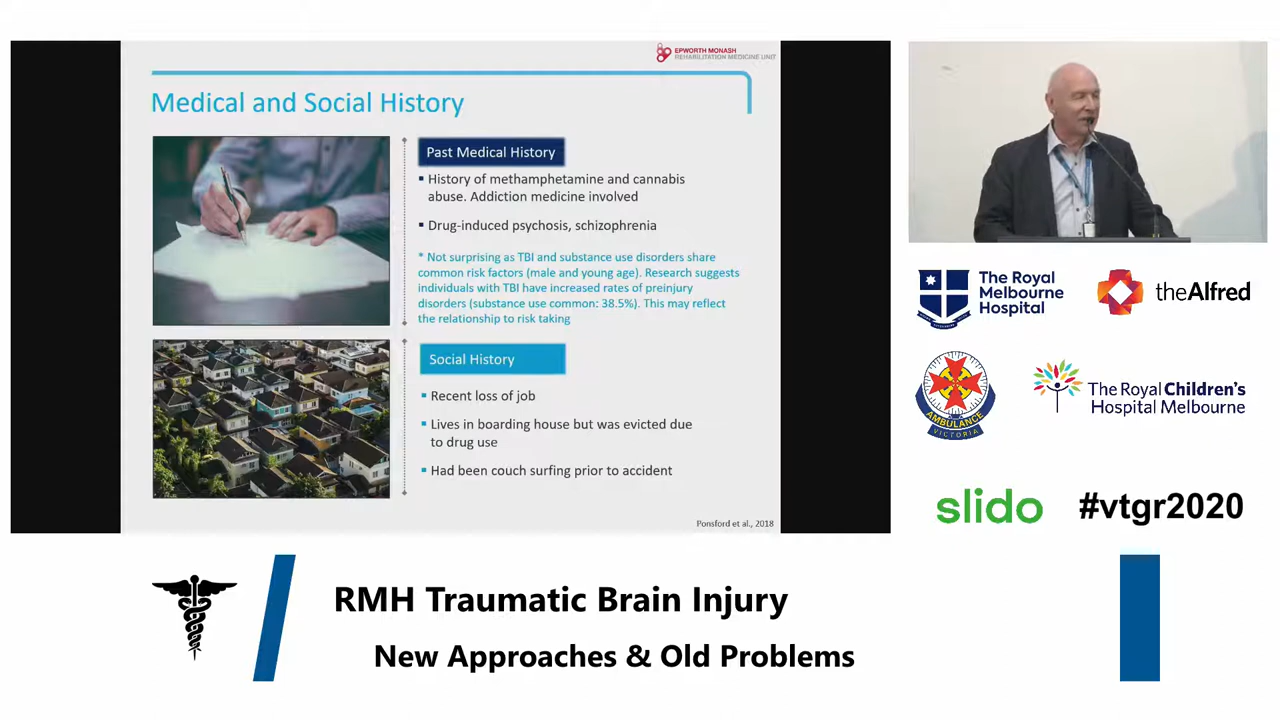 EPWORTH MONASH
REHABILITATION MEDICINE UNIT
Medical and Social History
Past Medical History
▪ History of methamphetamine and cannabis
abuse. Addiction medicine involved
▪ Drug-induced psychosis, schizophrenia
* Not surprising as TBI and substance use disorders share
common risk factors (male and young age). Research suggests
individuals with TBI have increased rates of preinjury
disorders (substance use common: 38.5%). This may reflect
the relationship to risk taking
Social History
▪ Recent loss of job
▪ Lives in boarding house but was evicted due
to drug use
▪ Had been couch surfing prior to accident
Ponsford et al., 2018
The Royal
Melbourne
Hospital
theAlfred
AMBULANCE
VICTORIA
The Royal Children's
Hospital Melbourne
slido
#vtgr2020
RMH Traumatic Brain Injury
New Approaches & Old Problems